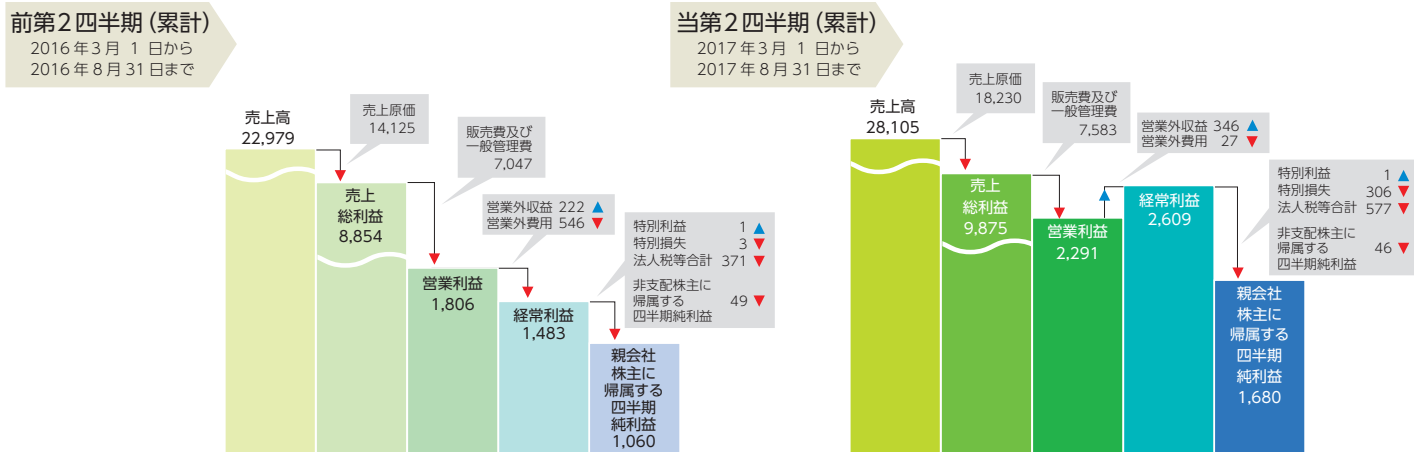 前第2四半期(累計)
2016年3月 1 日から
2016年8月31日まで
売上高
22,979
売上原価
14,125
売上
総利益
8,854
販売費及び
一般管理費
7,047
営業利益
1,806
営業外収益 222 ▲
営業外費用 546 ▼
経常利益
1,483
特別利益 1 ▲
特別損失 3 ▼
法人税等合計 371 ▼
非支配株主に
帰属する 49 ▼
四半期純利益
親会社
株主に
帰属する
四半期
純利益
1,060
当第2四半期(累計)
2017年3月 1 日から
2017年8月31日まで
売上高
28,105
売上原価
18,230
売上
総利益
9,875
販売費及び
一般管理費
7,583
営業利益
2,291
営業外収益 346 ▲
営業外費用 27 ▼
経常利益
2,609
特別利益 1 ▲
特別損失 306 ▼
法人税等合計 577 ▼
非支配株主に
帰属する 46 ▼
四半期純利益
親会社
株主に
帰属する
四半期
純利益
1,680